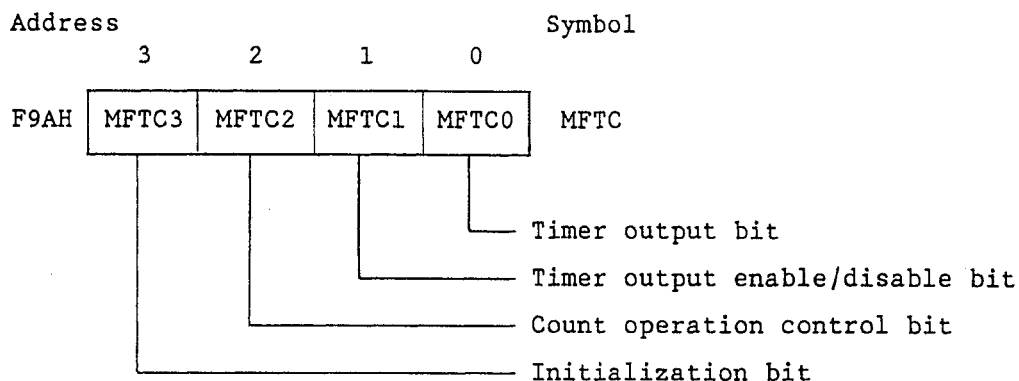 Address Symbol
3 2 1 0
F9AH MFTC3 MFTC2 MFTC1 MFTC0 MFTC
Timer output bit
Timer output enable/disable bit
Count operation control bit
Initialization bit